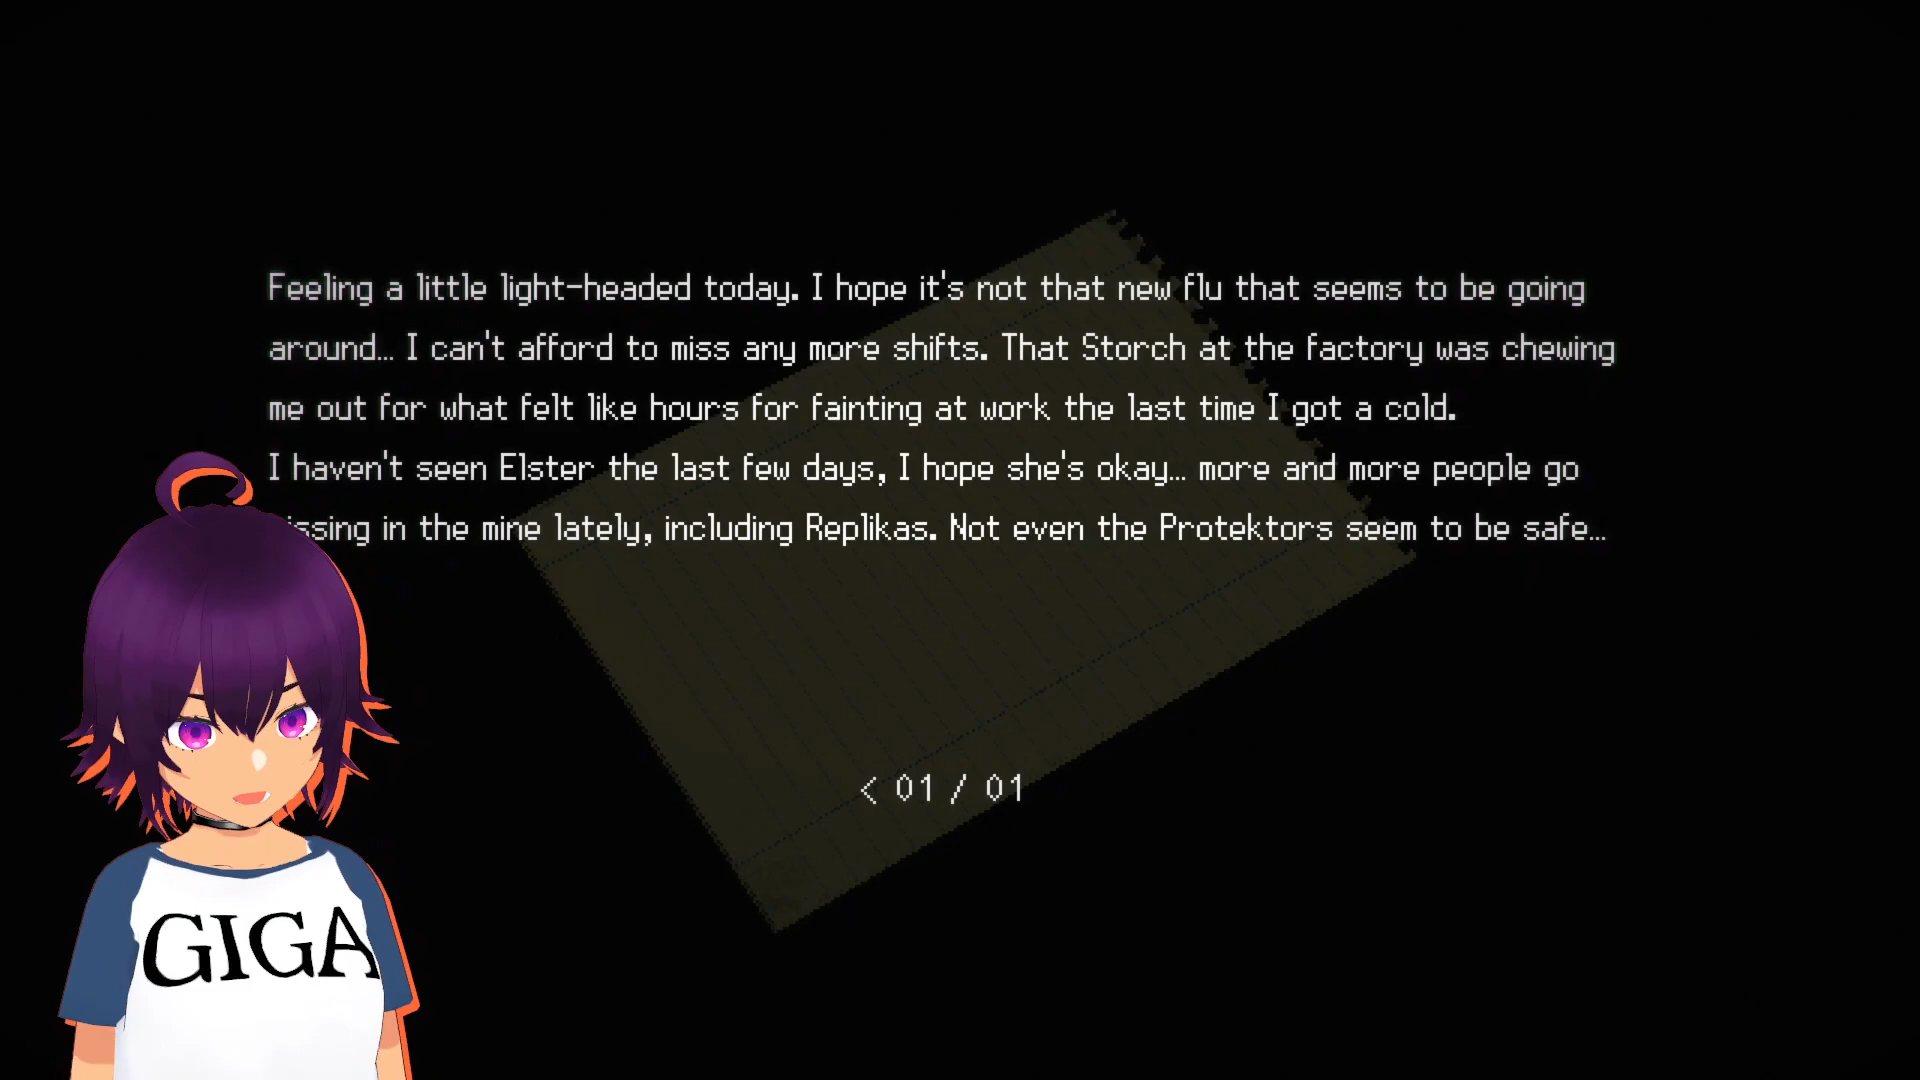 Feeling a little light-headed today. I hope it's not that new flu that seems to be going
around... I can't afford to miss any more shifts. That Storch at the factory was chewing
me out for what felt like hours for fainting at work the last time I got a cold.
I haven't seen Elster the last few days, I hope she's okay... more and more people go
issing in the mine lately, including Replikas. Not even the Protektors seem to be safe...
< 01 / 01
GIGA